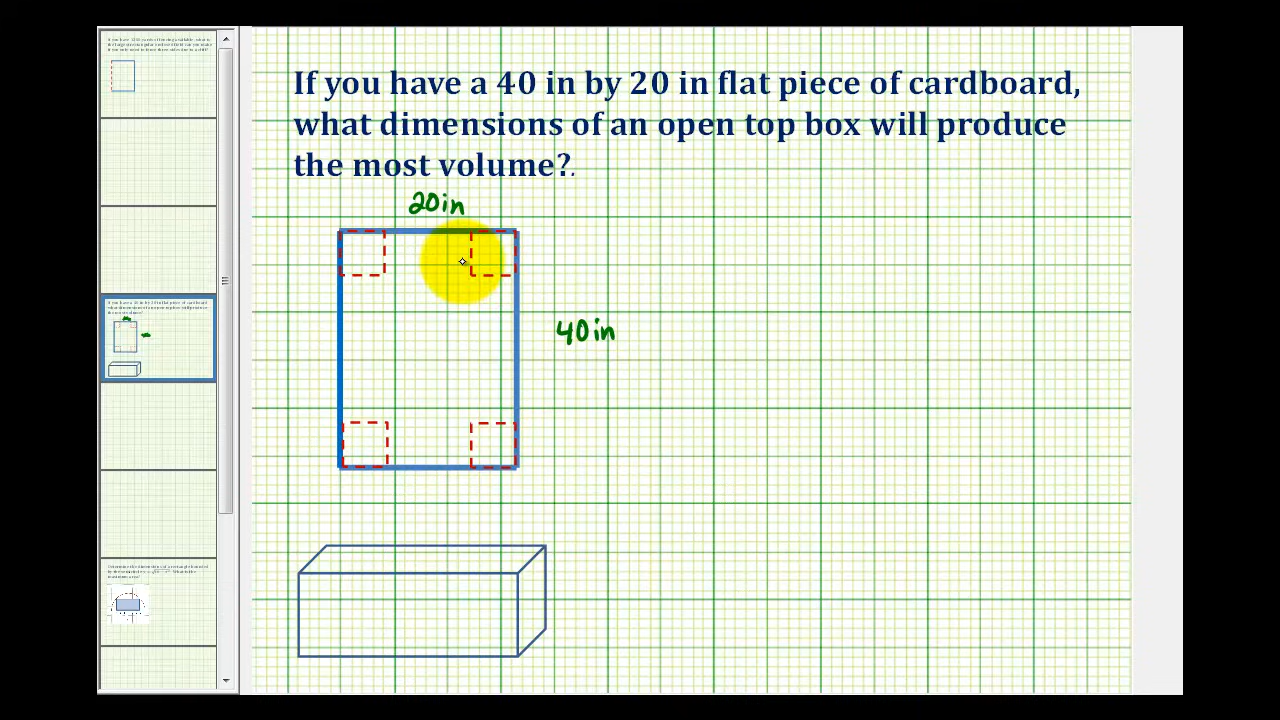 If you have a 40 in by 20 in flat piece of cardboard,
what dimensions of an open top box will produce
the most volume?.
20in
40in